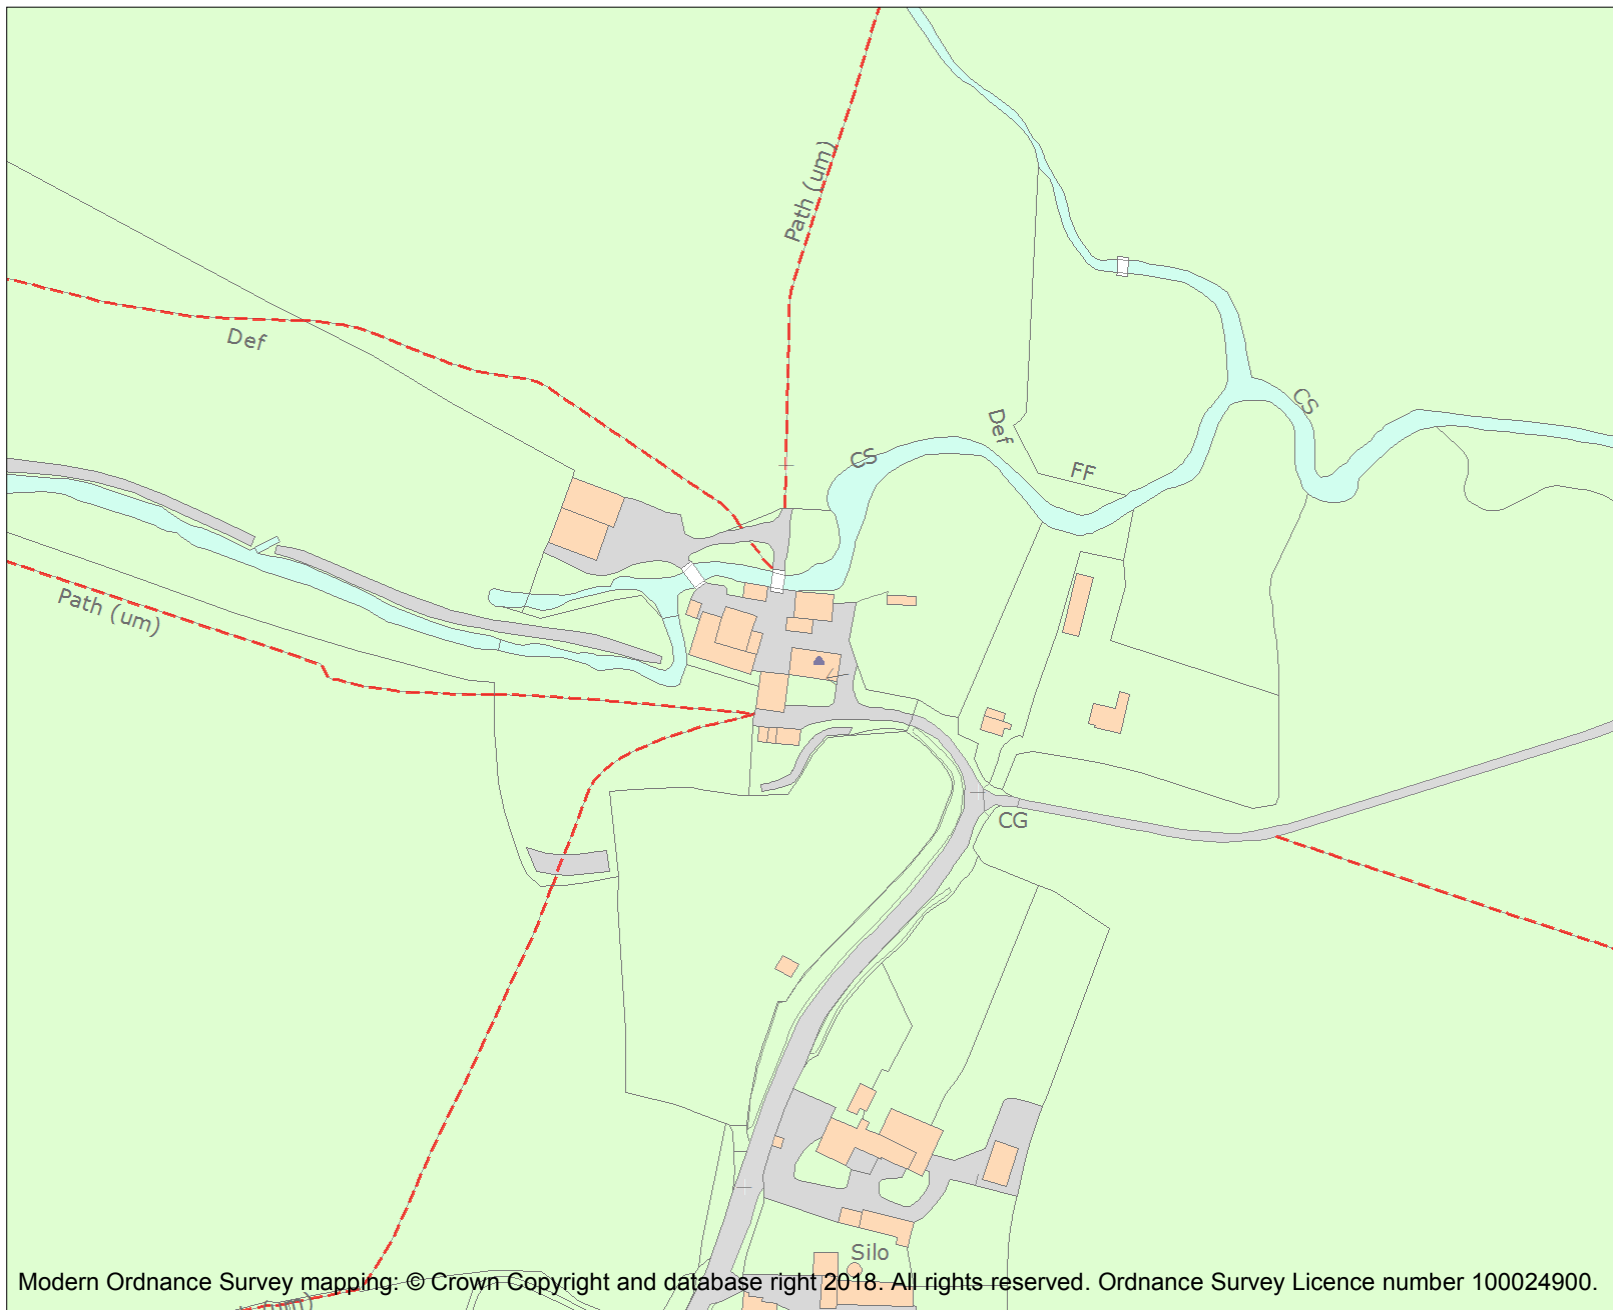 Path (um)
Def
CS
Def
CS
FF
Path (um)
CG
Silo
Modern Ordnance Survey mapping: © Crown Copyright and database right 2018. All rights reserved. Ordnance Survey Licence number 100024900.